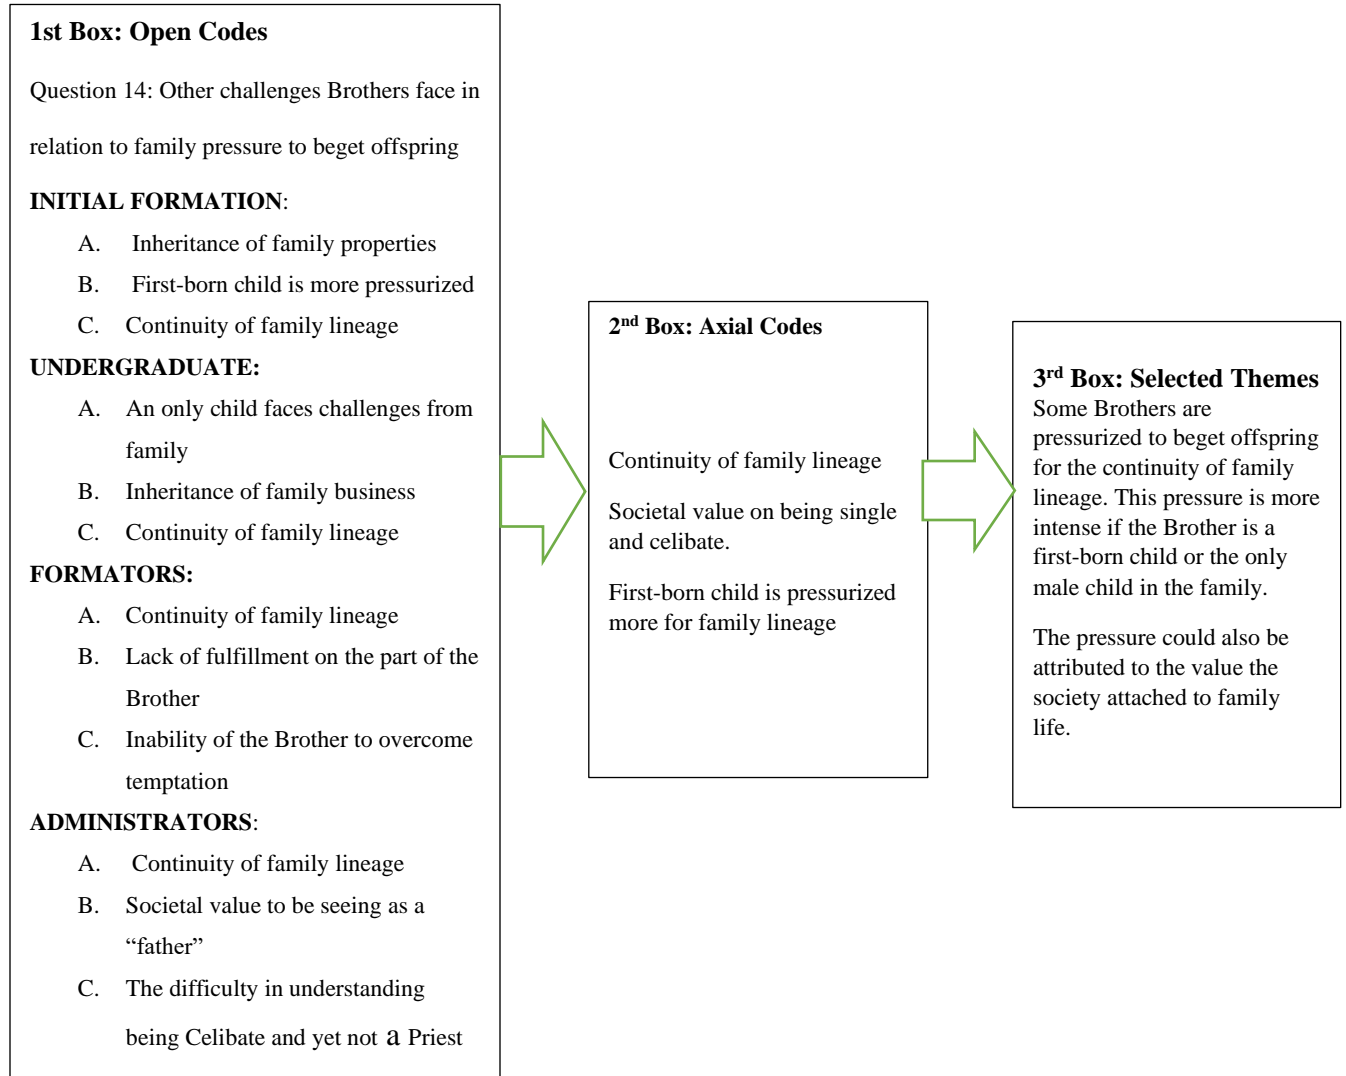 1st Box: Open Codes
Question 14: Other challenges Brothers face in
relation to family pressure to beget offspring
INITIAL FORMATION:
A. Inheritance of family properties
B. First-born child is more pressurized
C. Continuity of family lineage
UNDERGRADUATE:
A. An only child faces challenges from
family
B. Inheritance of family business
C. Continuity of family lineage
FORMATORS:
A. Continuity of family lineage
B. Lack of fulfillment on the part of the
Brother
C. Inability of the Brother to overcome
temptation
ADMINISTRATORS:
A. Continuity of family lineage
B. Societal value to be seeing as a
“father”
C. The difficulty in understanding
being Celibate and yet not a Priest
2nd Box: Axial Codes
Continuity of family lineage
Societal value on being single
and celibate.
First-born child is pressurized
more for family lineage
3rd Box: Selected Themes
Some Brothers are
pressurized to beget offspring
for the continuity of family
lineage. This pressure is more
intense if the Brother is a
first-born child or the only
male child in the family.
The pressure could also be
attributed to the value the
society attached to family
life.